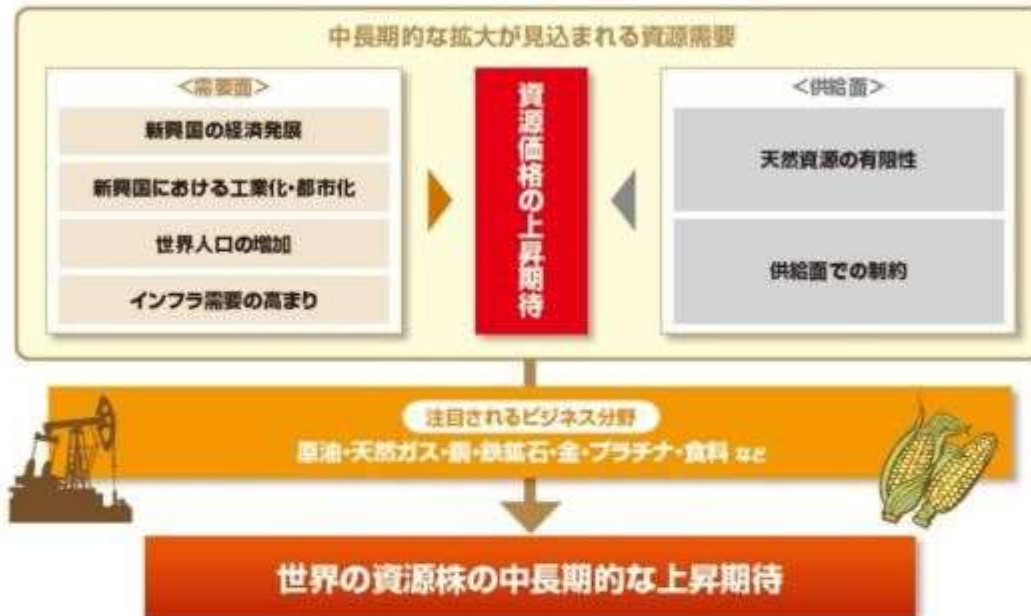 中長期的な拡大が見込まれる資源需要
<需要面>
新興国の経済発展
新興国における工業化・都市化
世界人口の増加
インフラ需要の高まり
資源価格の上昇期待
<供給面>
天然資源の有限性
供給面での制約
注目されるビジネス分野
原油・天然ガス・銅・鉄鉱石・金・プラチナ・食料 など
世界の資源株の中長期的な上昇期待